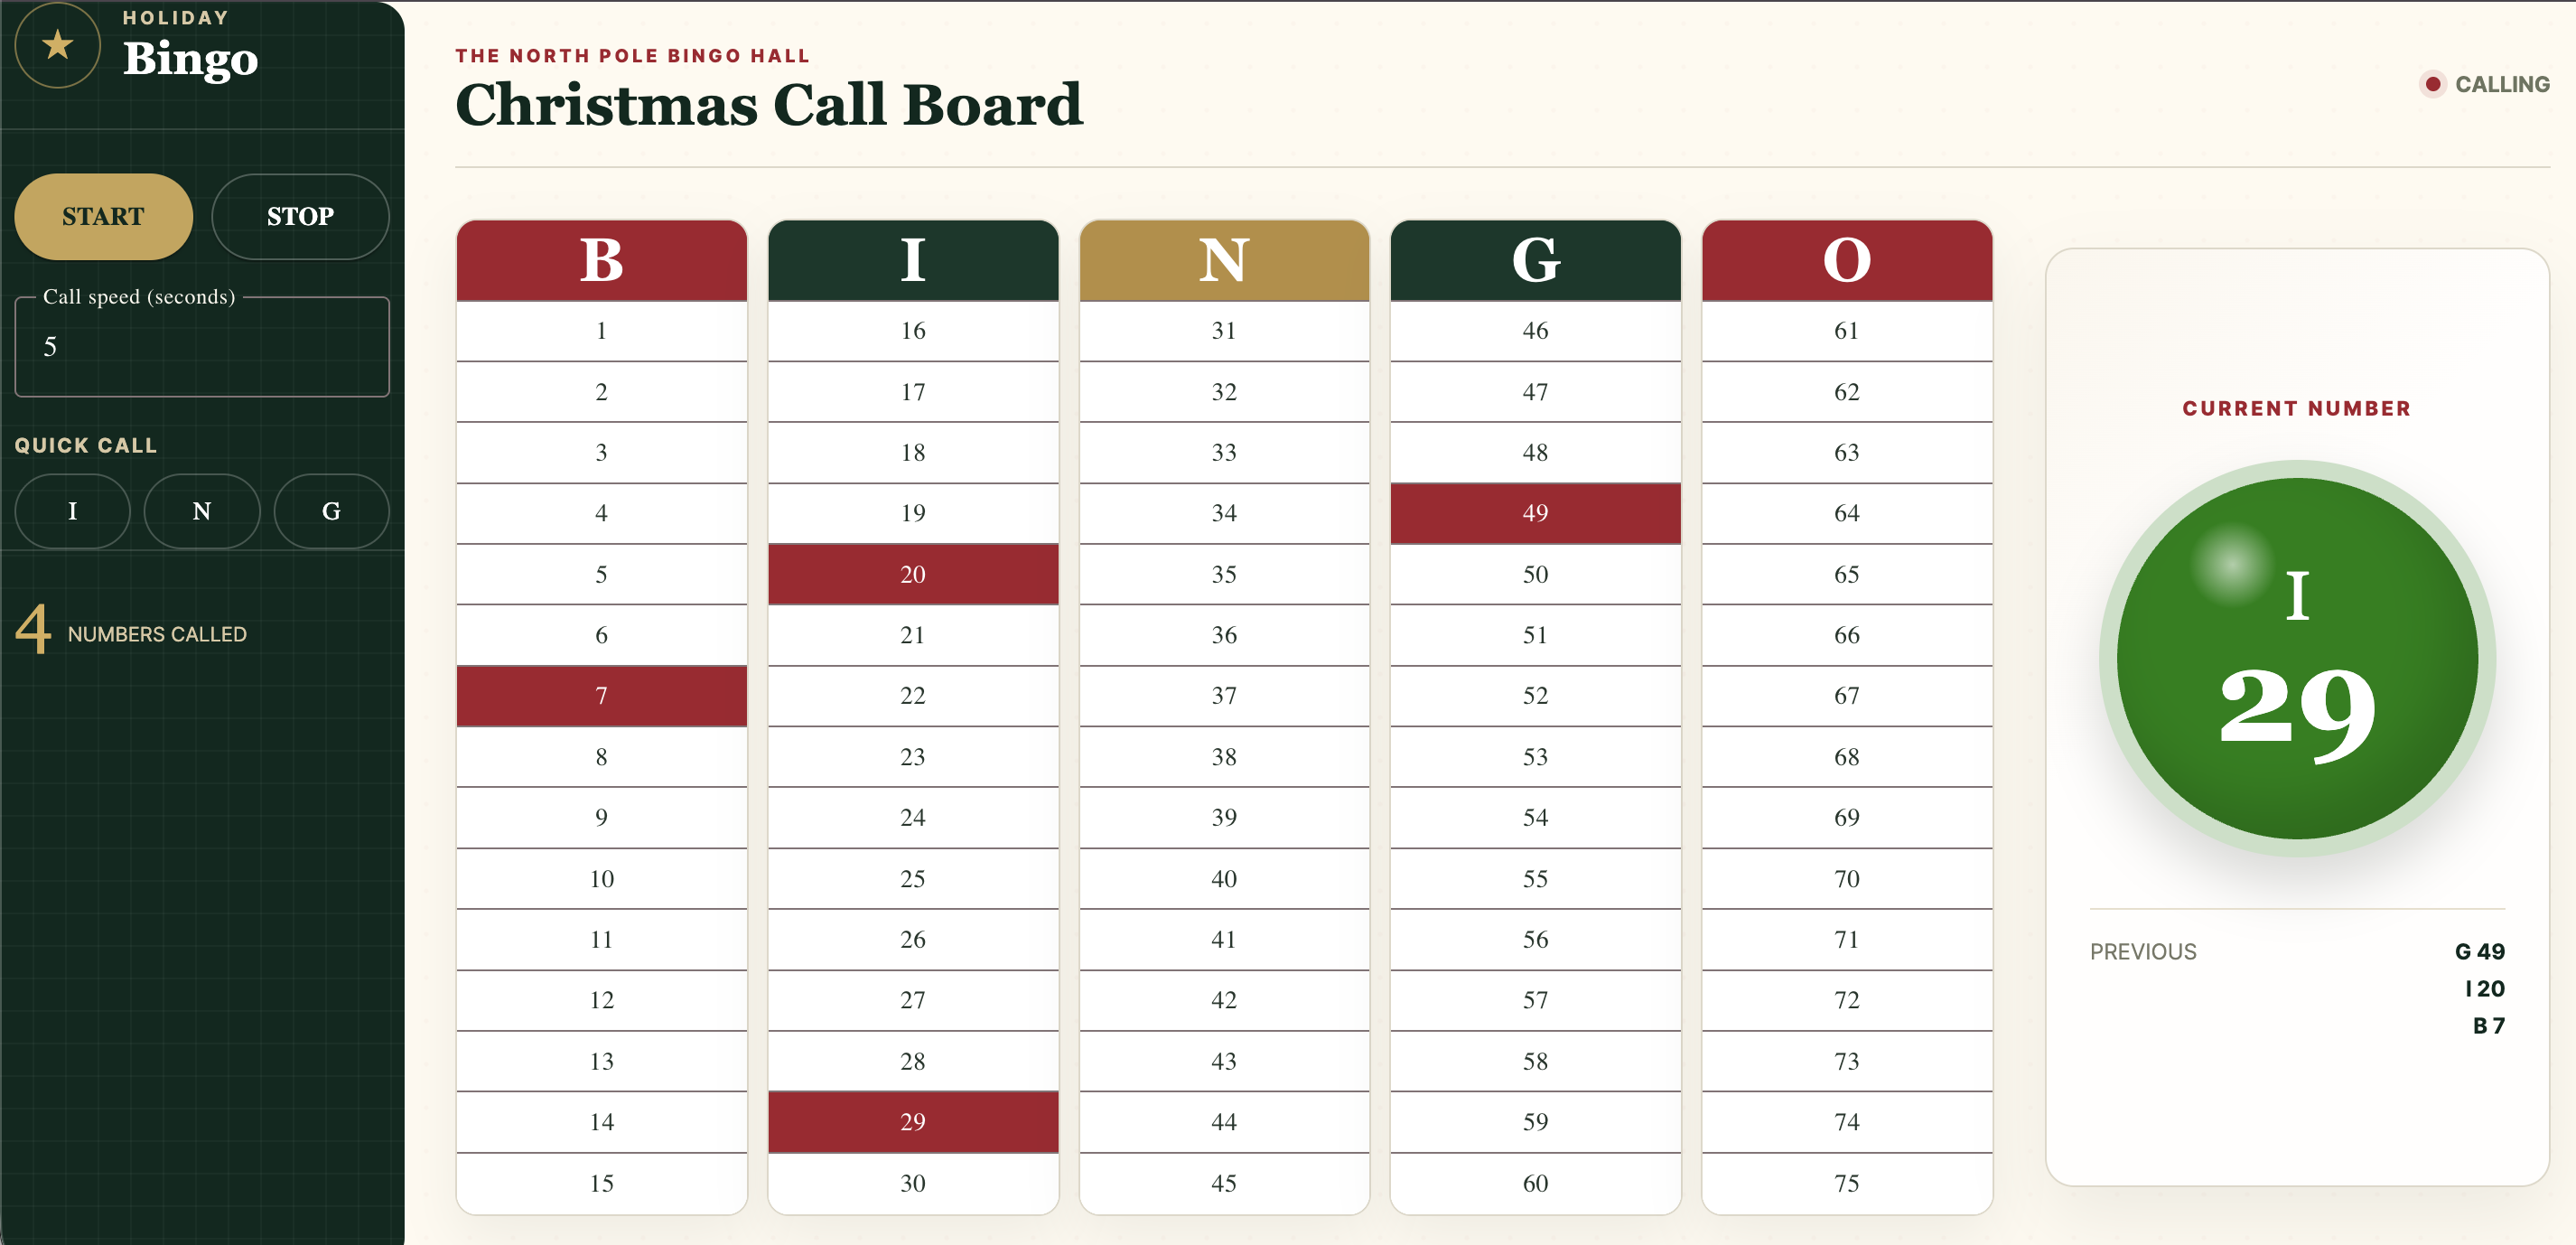 HOLIDAY
Bingo
START STOP
Call speed (seconds)
5
QUICK CALL
I N G
4 NUMBERS CALLED
THE NORTH POLE BINGO HALL
Christmas Call Board
CALLING
B I N G O
1 16 31 46 61
2 17 32 47 62
3 18 33 48 63
4 19 34 49 64
5 20 35 50 65
6 21 36 51 66
7 22 37 52 67
8 23 38 53 68
9 24 39 54 69
10 25 40 55 70
11 26 41 56 71
12 27 42 57 72
13 28 43 58 73
14 29 44 59 74
15 30 45 60 75
CURRENT NUMBER
I
29
PREVIOUS G 49
I 20
B 7